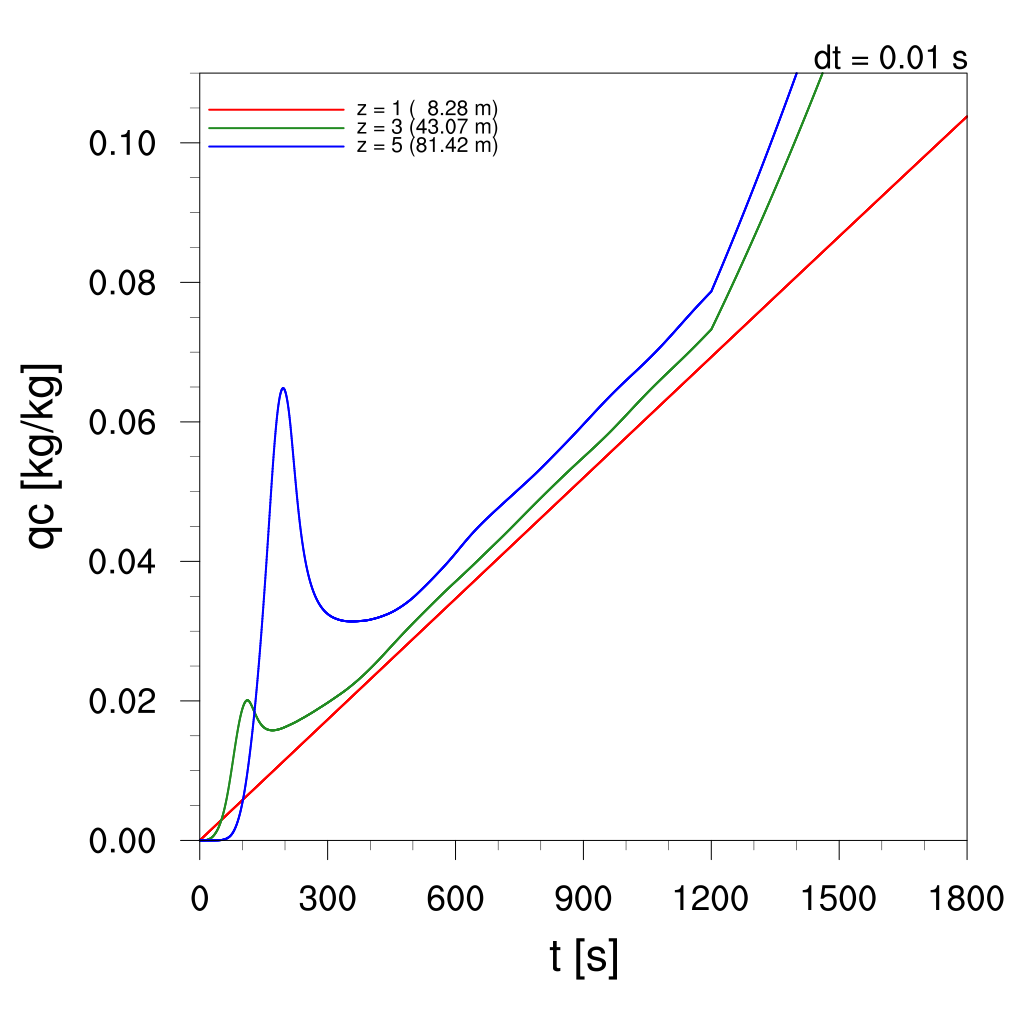 dt = 0.01 s
z = 1 (  8.28 m)
z = 3 (43.07 m)
z = 5 (81.42 m)
0.10
0.08
0.06
0.04
0.02
0.00
qc [kg/kg]
0 300 600 900 1200 1500 1800
t [s]